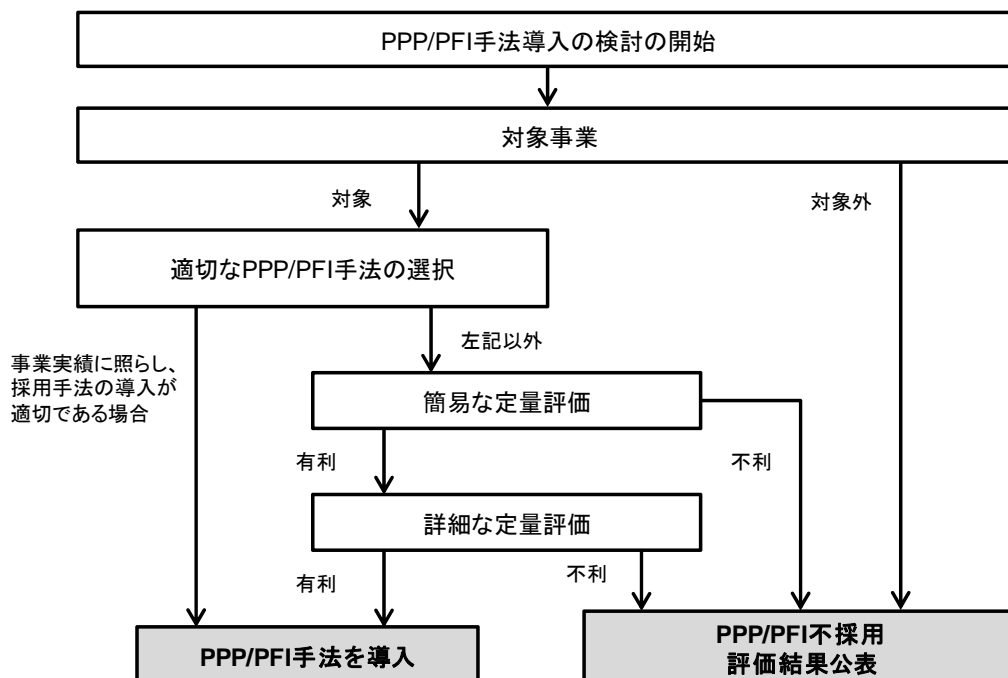 PPP/PFI手法導入の検討の開始
対象事業
対象
対象外
適切なPPP/PFI手法の選択
左記以外
事業実績に照らし、
採用手法の導入が
適切である場合
簡易な定量評価
有利
不利
詳細な定量評価
有利
不利
PPP/PFI手法を導入
PPP/PFI不採用
評価結果公表